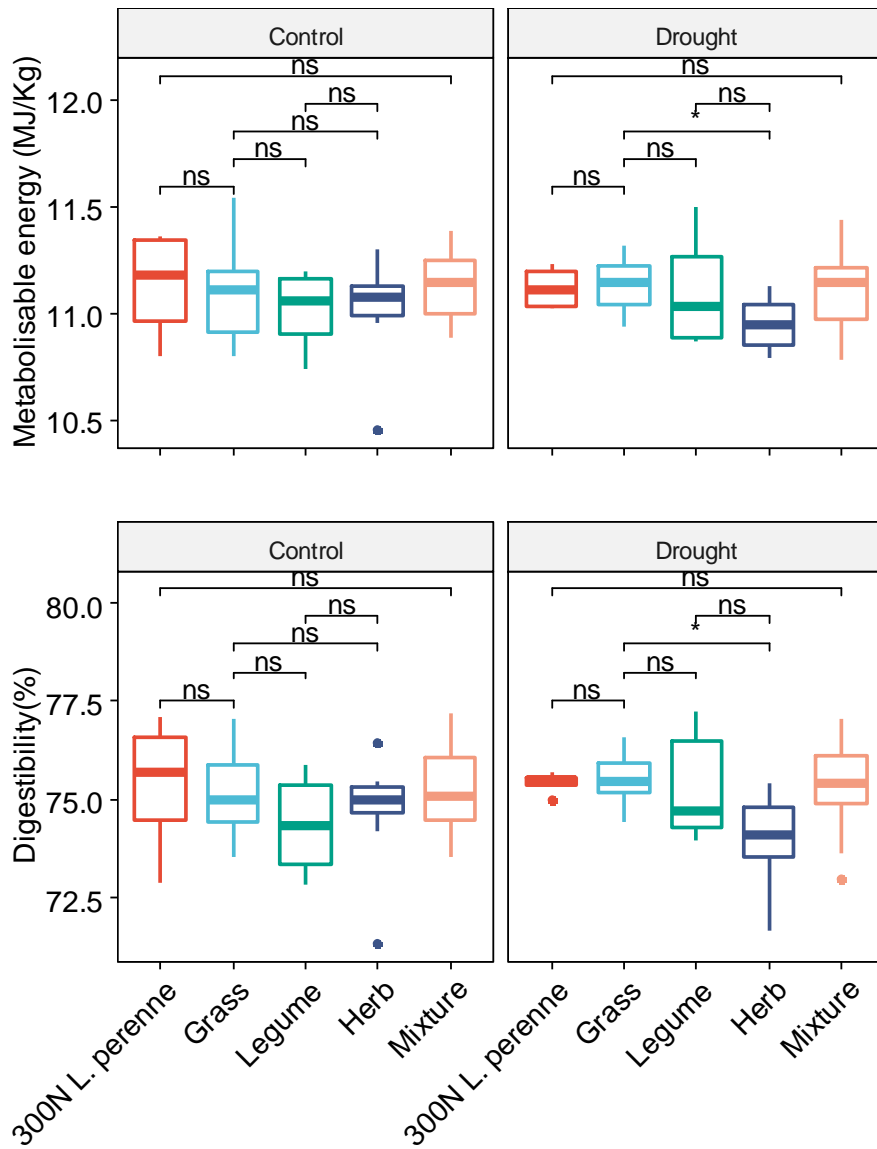 Control
Drought
ns
ns
ns
ns
ns
ns
ns
*
ns
ns
Metabolisable energy (MJ/Kg)
12.0
11.5
11.0
10.5
Control
Drought
ns
ns
ns
ns
ns
ns
ns
*
ns
ns
Digestibility(%)
80.0
77.5
75.0
72.5
300N L. perenne
Grass
Legume
Herb
Mixture
300N L. perenne
Grass
Legume
Herb
Mixture